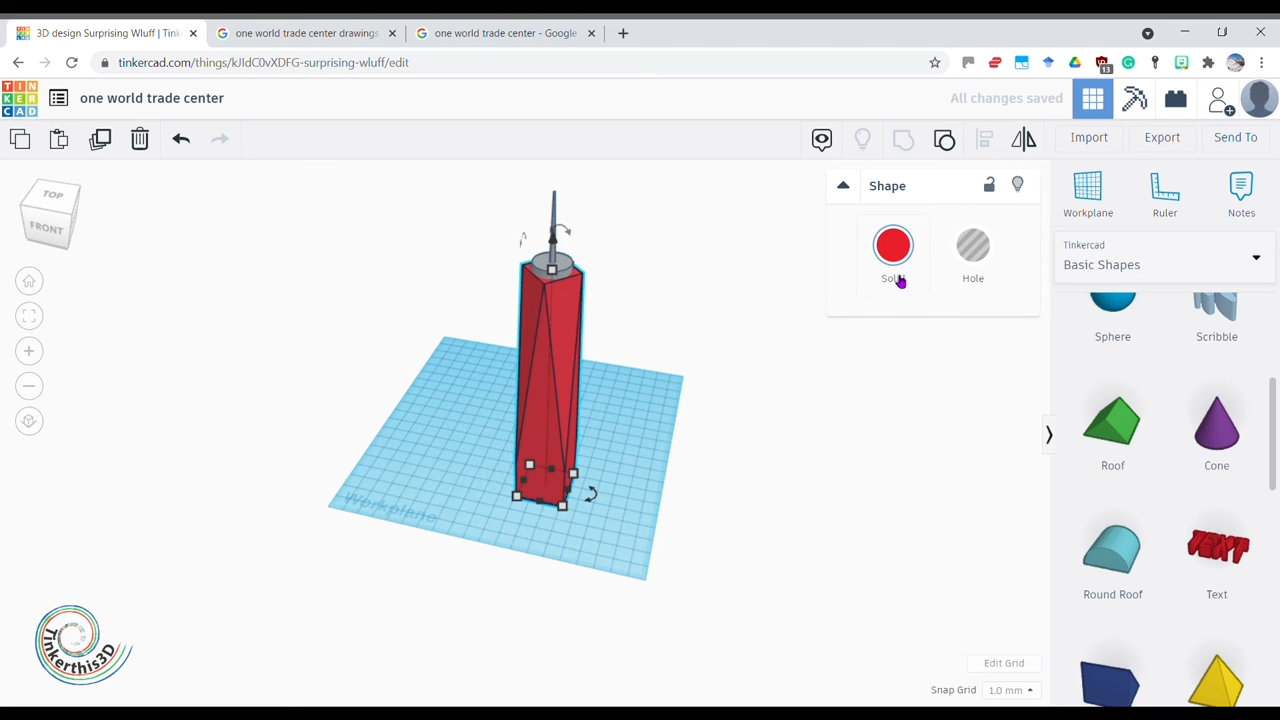 3D design Surprising Wluff | Tink
one world trade center drawings
one world trade center - Google
tinkercad.com/things/kJIdC0vXDFG-surprising-wluff/edit
13
TIN
KER
CAD
one world trade center
All changes saved
Import
Export
Send To
TOP
FRONT
Shape
Solid
Hole
Workplane
Ruler
Notes
Tinkercad
Basic Shapes
Sphere
Scribble
Roof
Cone
TEXT
Round Roof
Text
Workplane
Tinkerthis3D
Edit Grid
Snap Grid
1.0 mm